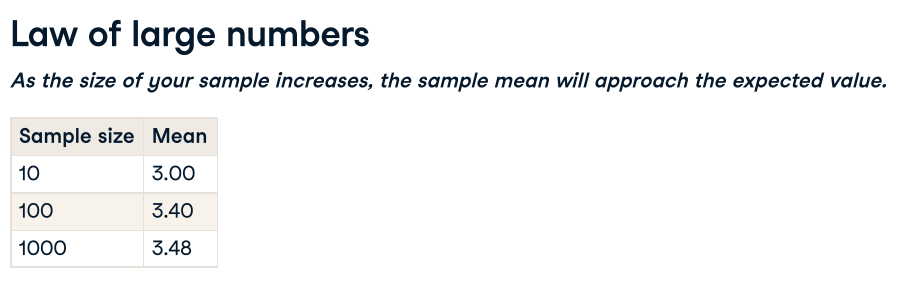 Law of large numbers
As the size of your sample increases, the sample mean will approach the expected value.
Sample size Mean
10 3.00
100 3.40
1000 3.48